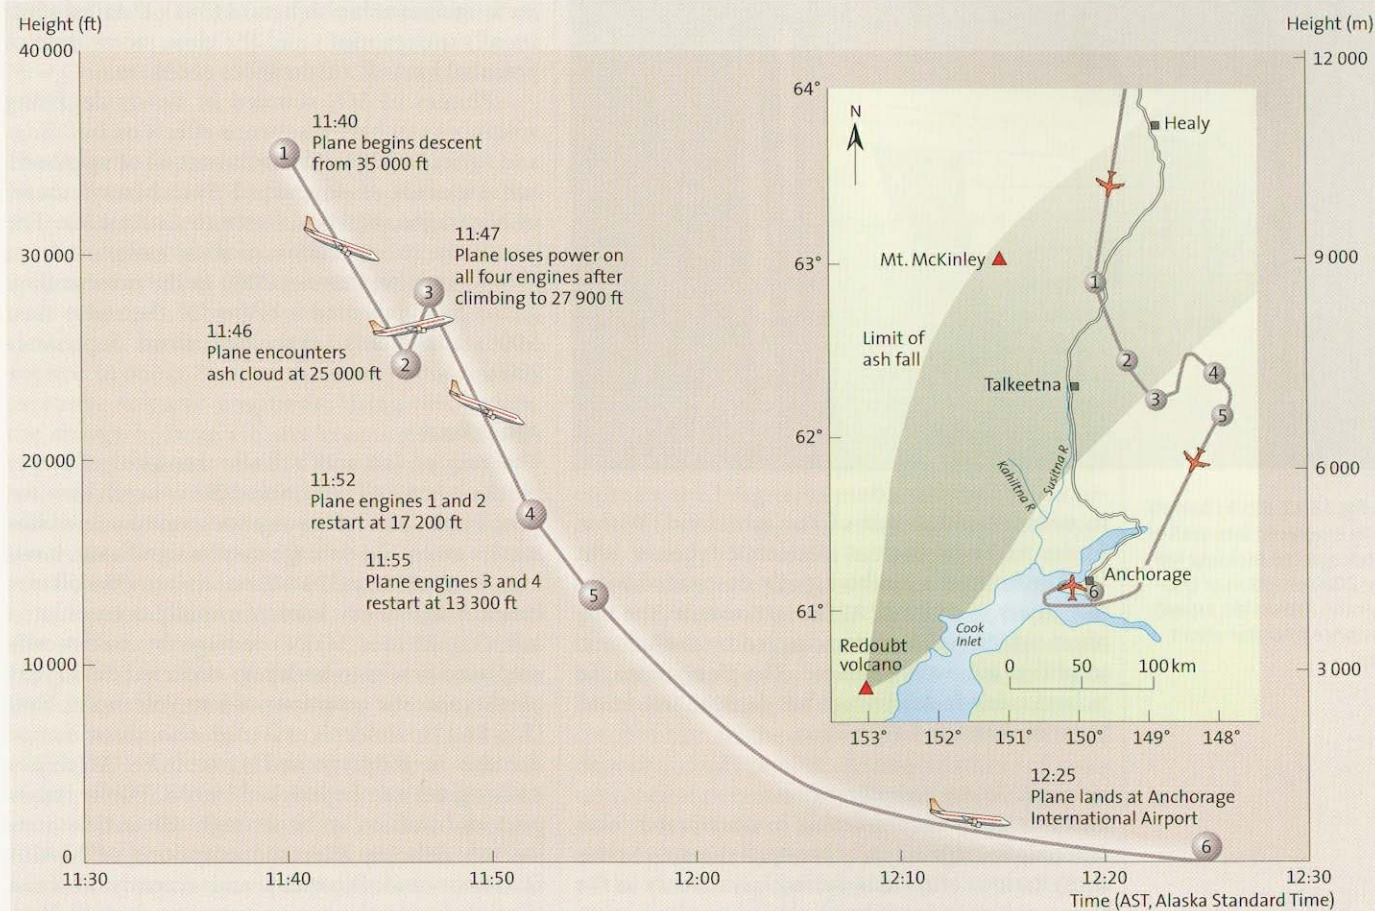 Height (ft)
Height (m)
40 000
30 000
20 000
10 000
0
12 000
9 000
6 000
3 000
11:30
11:40
11:50
12:00
12:10
12:20
12:30
Time (AST, Alaska Standard Time)
1
11:40
Plane begins descent
from 35 000 ft
2
11:46
Plane encounters
ash cloud at 25 000 ft
3
11:47
Plane loses power on
all four engines after
climbing to 27 900 ft
4
11:52
Plane engines 1 and 2
restart at 17 200 ft
5
11:55
Plane engines 3 and 4
restart at 13 300 ft
6
12:25
Plane lands at Anchorage
International Airport
64°
63°
62°
61°
N
Healy
Mt. McKinley
1
Limit of
ash fall
2
3
4
5
Talkeetna
Kahiltna R
Susitna R
Anchorage
6
Cook
Inlet
Redoubt
volcano
0
50
100 km
153°
152°
151°
150°
149°
148°